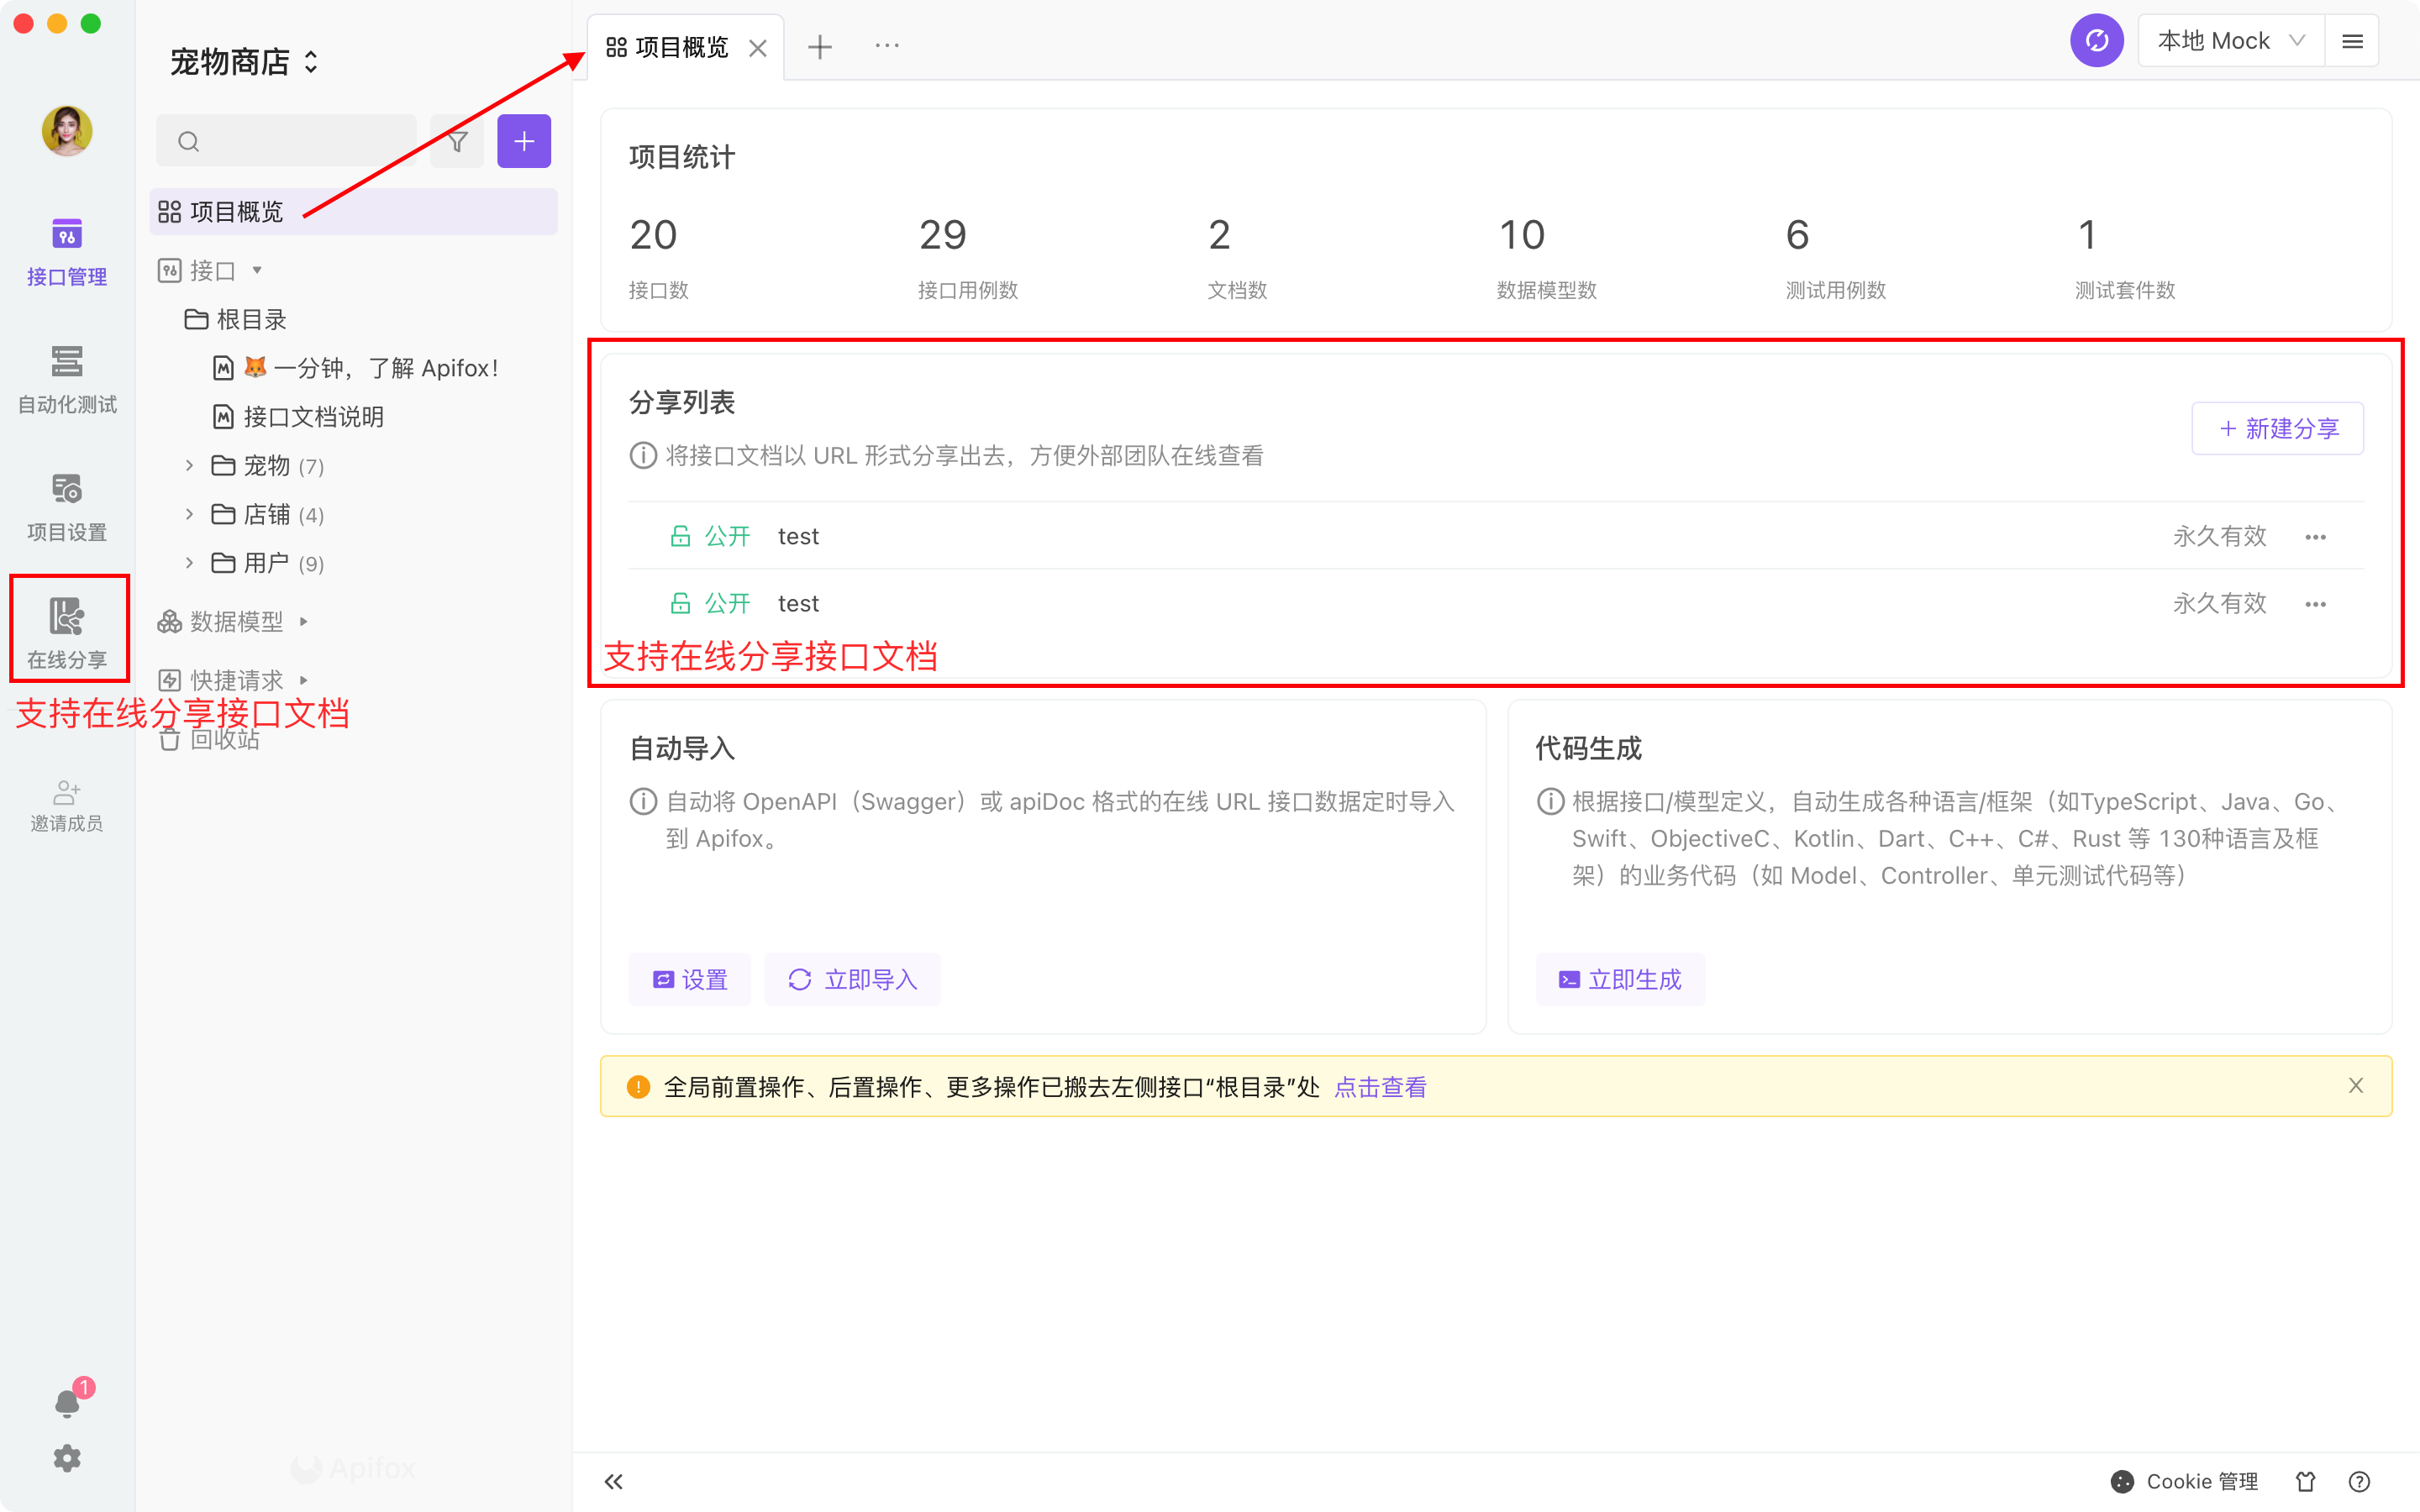 宠物商店
项目概览
本地 Mock
接口管理
自动化测试
项目设置
在线分享
支持在线分享接口文档
邀请成员
1
项目概览
接口
根目录
🦊 一分钟，了解 Apifox！
接口文档说明
宠物 (7)
店铺 (4)
用户 (9)
数据模型
快捷请求
回收站
Apifox
项目统计
20 29 2 10 6 1
接口数 接口用例数 文档数 数据模型数 测试用例数 测试套件数
分享列表
将接口文档以 URL 形式分享出去，方便外部团队在线查看
新建分享
公开 test 永久有效
公开 test 永久有效
支持在线分享接口文档
自动导入
自动将 OpenAPI（Swagger）或 apiDoc 格式的在线 URL 接口数据定时导入
到 Apifox。
设置 立即导入
代码生成
根据接口/模型定义，自动生成各种语言/框架（如TypeScript、Java、Go、
Swift、ObjectiveC、Kotlin、Dart、C++、C#、Rust 等 130种语言及框
架）的业务代码（如 Model、Controller、单元测试代码等）
立即生成
全局前置操作、后置操作、更多操作已搬去左侧接口“根目录”处 点击查看
Cookie 管理